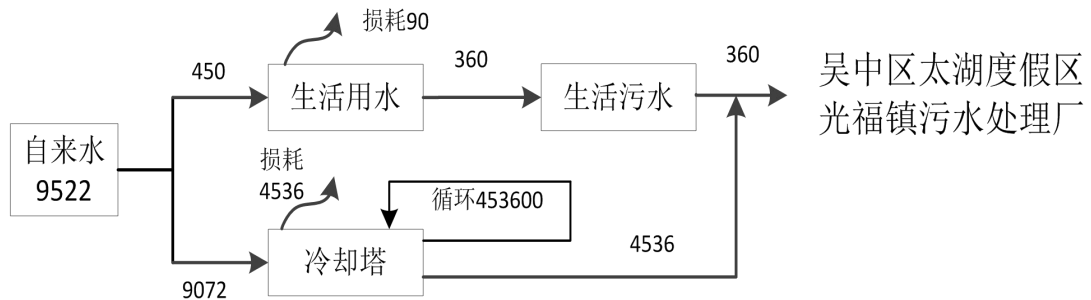 损耗90
450
生活用水
360
生活污水
360
吴中区太湖度假区
光福镇污水处理厂
自来水
9522
损耗
4536
循环453600
冷却塔
4536
9072